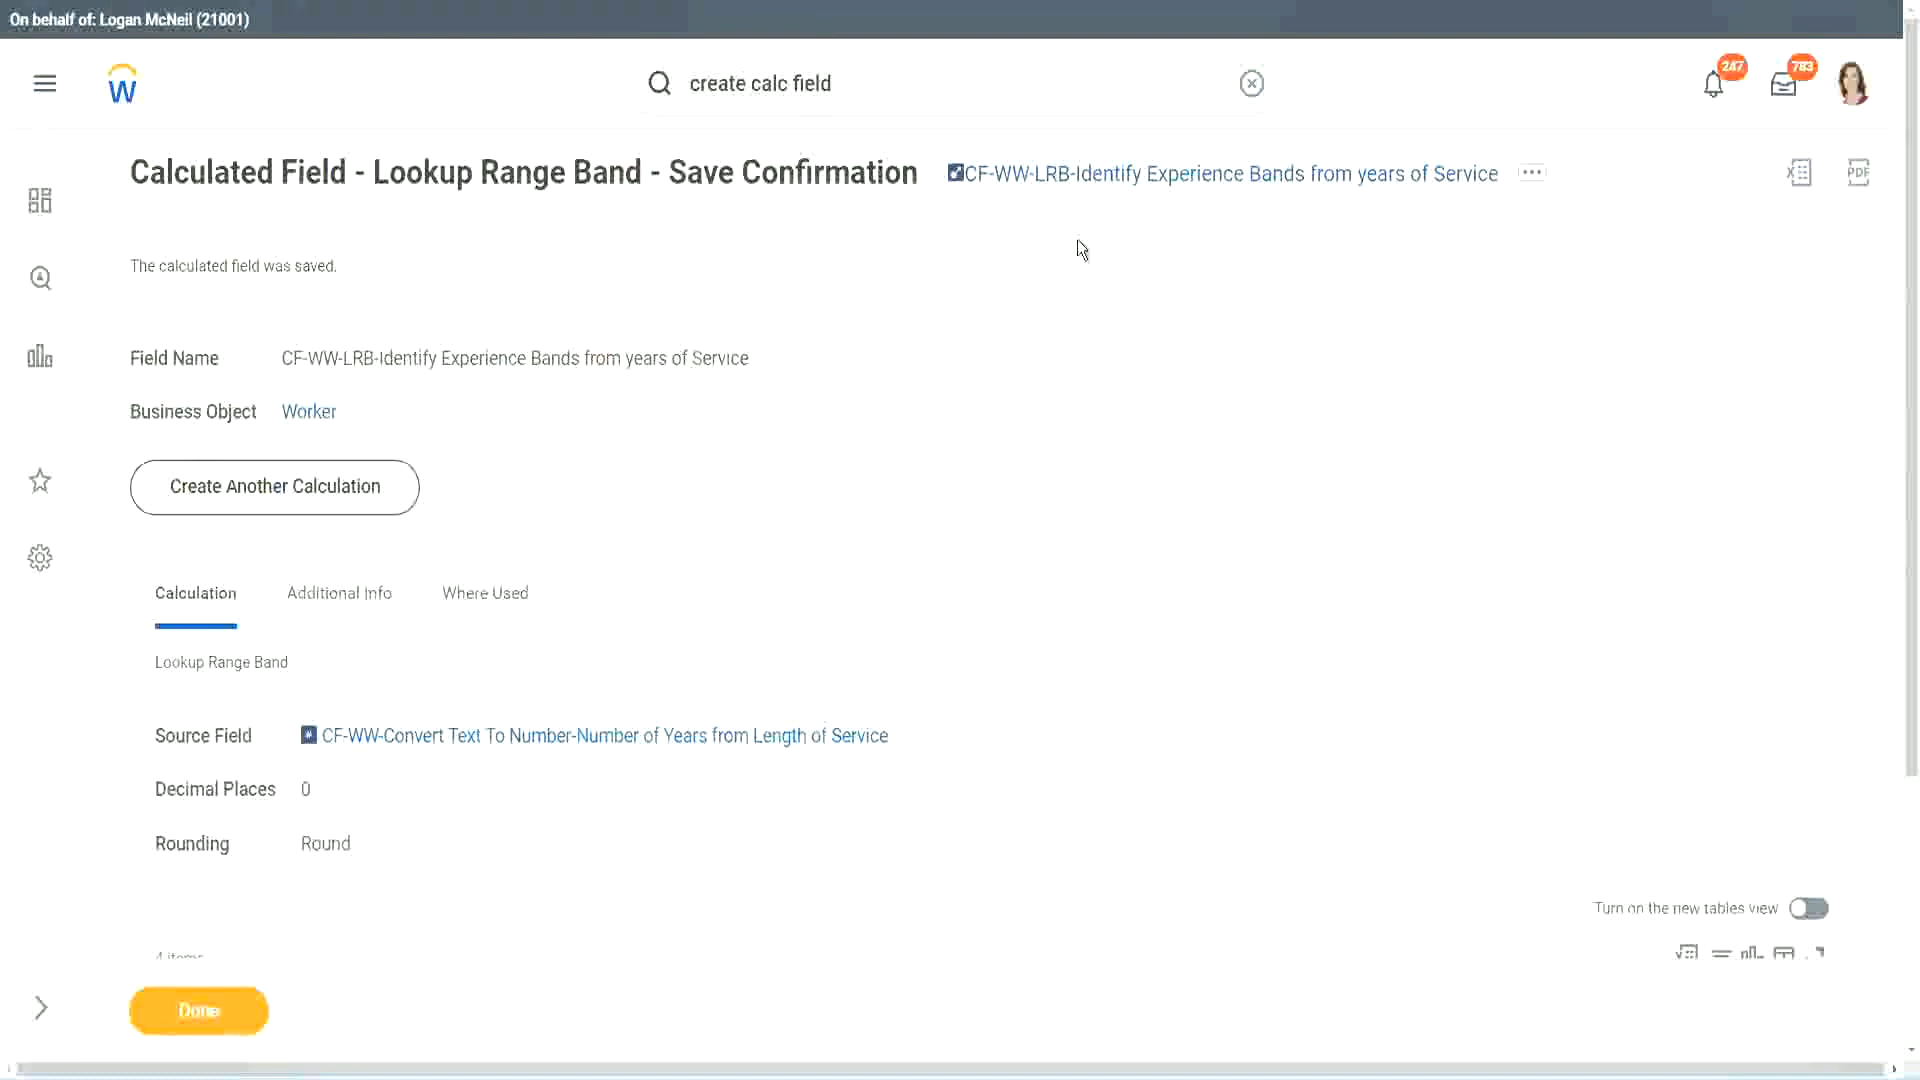 On behalf of: Logan McNeil (21001)
create calc field
247
783
Calculated Field - Lookup Range Band - Save Confirmation
CF-WW-LRB-Identify Experience Bands from years of Service
PDF
The calculated field was saved.
Field Name CF-WW-LRB-Identify Experience Bands from years of Service
Business Object Worker
Create Another Calculation
Calculation Additional Info Where Used
Lookup Range Band
Source Field CF-WW-Convert Text To Number-Number of Years from Length of Service
Decimal Places 0
Rounding Round
Turn on the new tables view
4 items
Done